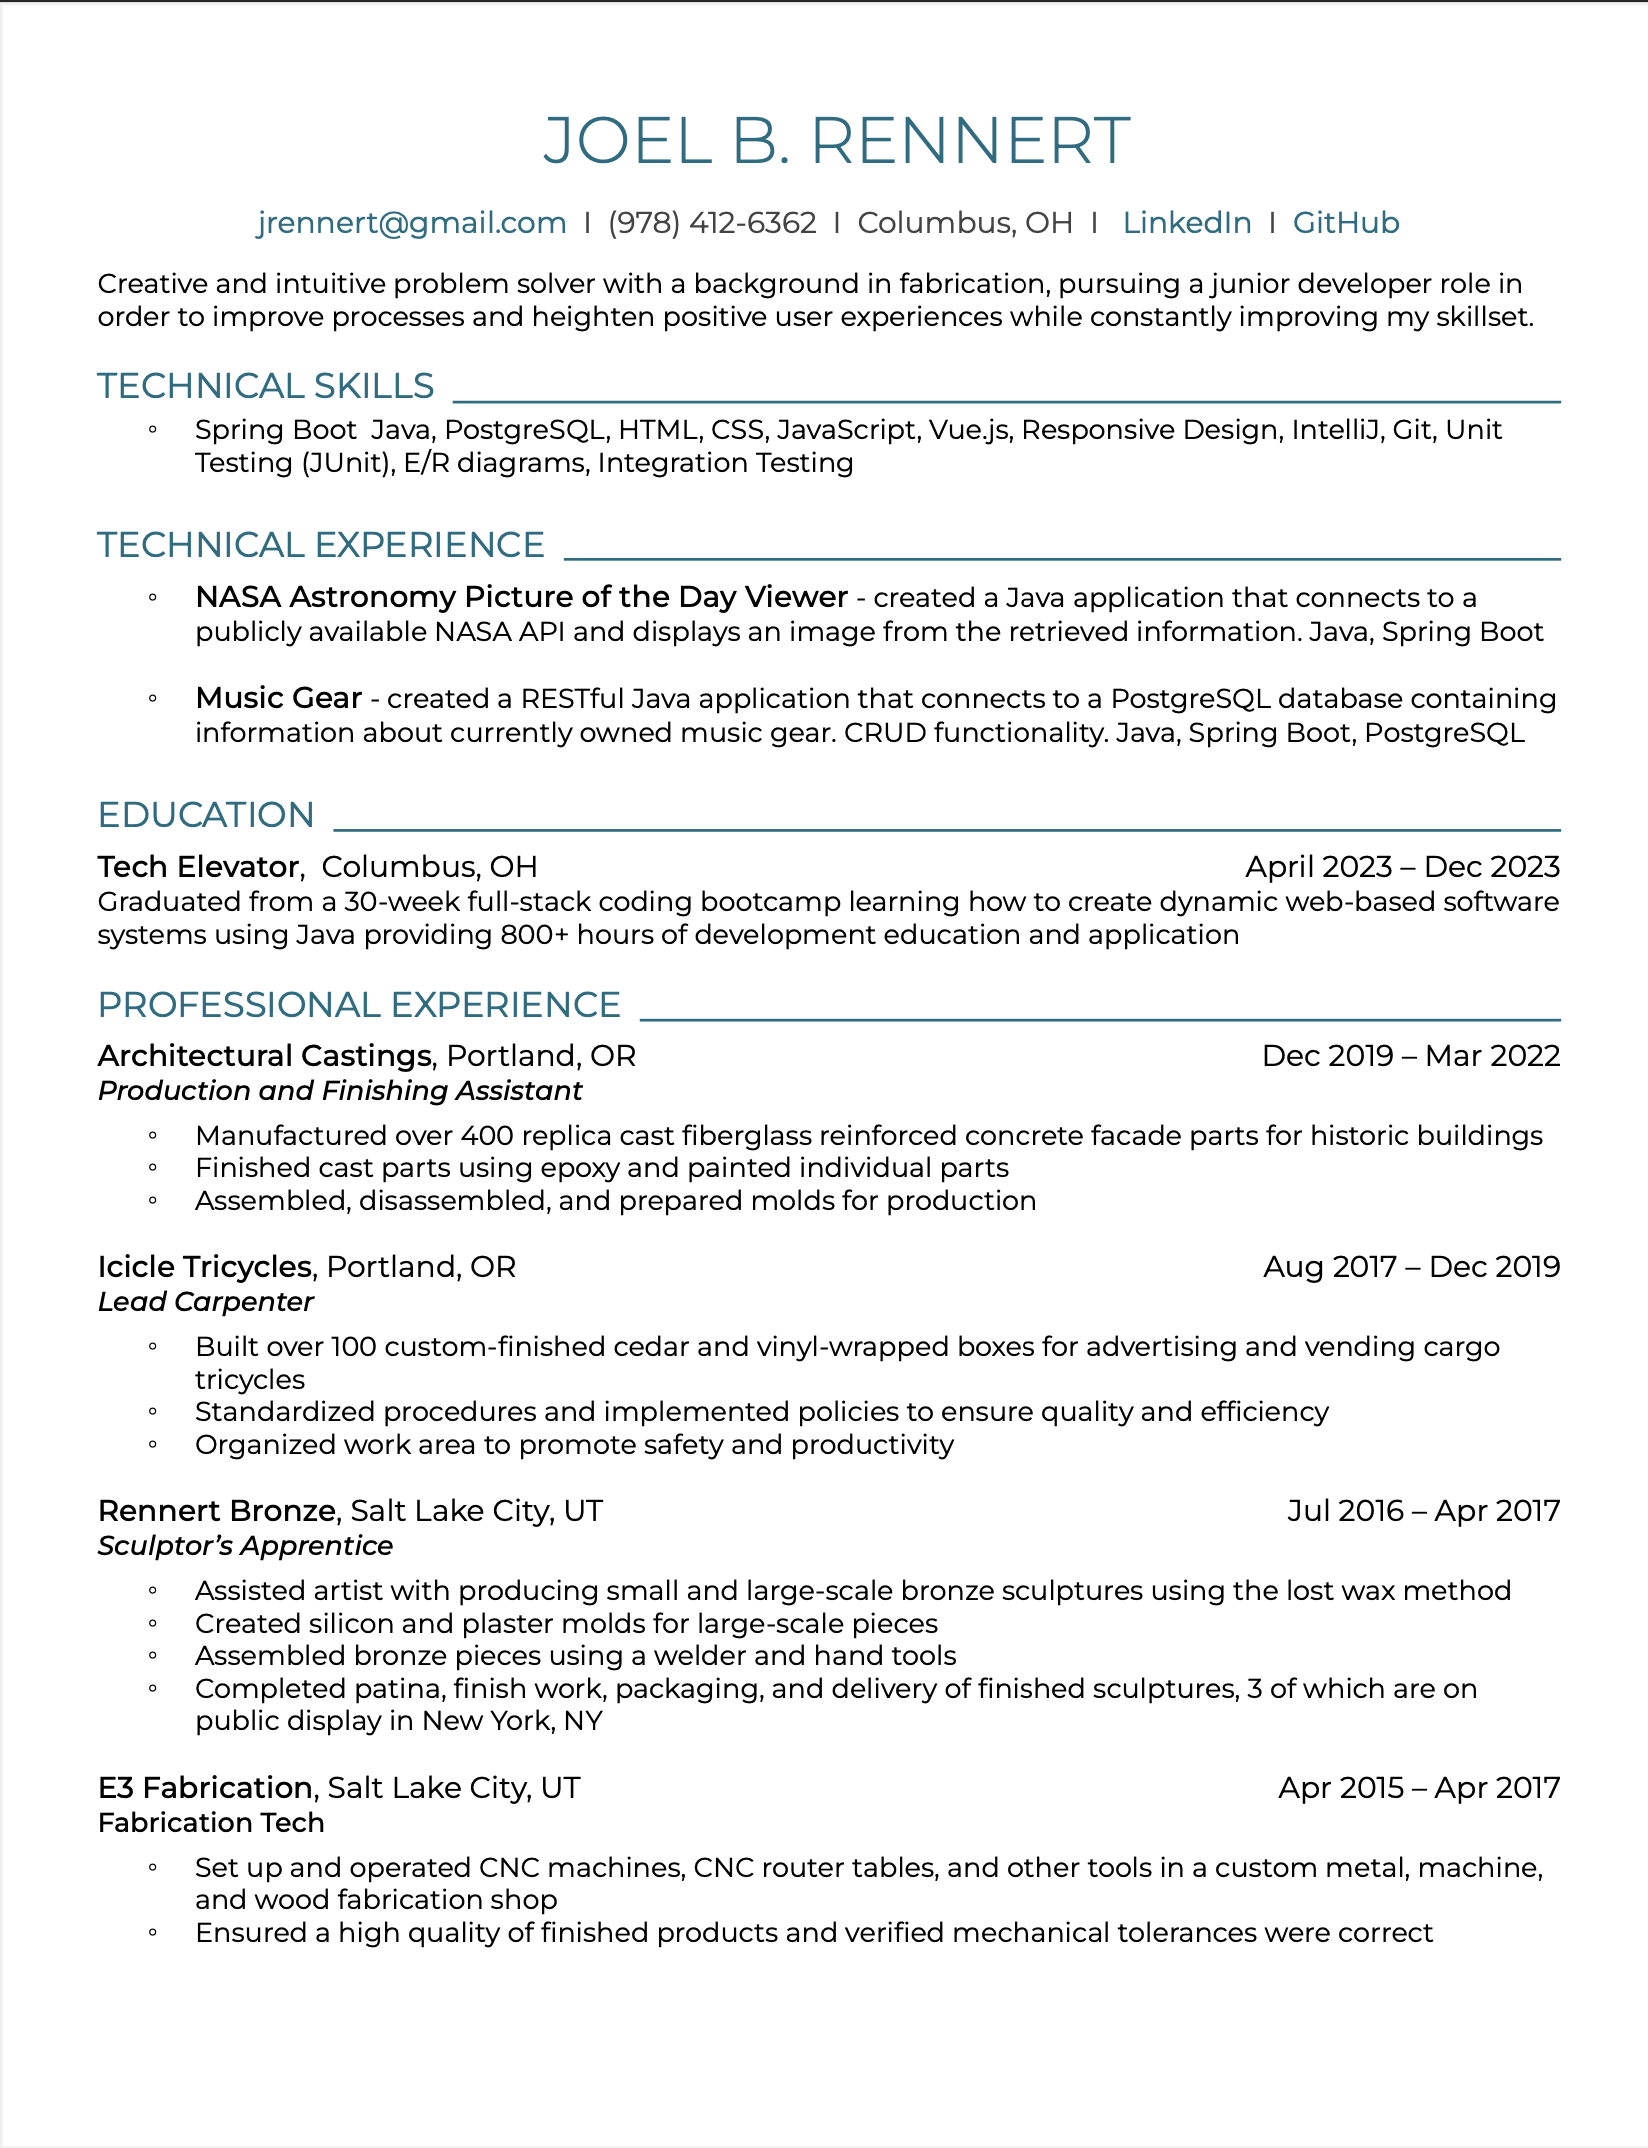 JOEL B. RENNERT
jrennert@gmail.com | (978) 412-6362 | Columbus, OH | LinkedIn | GitHub
Creative and intuitive problem solver with a background in fabrication, pursuing a junior developer role in
order to improve processes and heighten positive user experiences while constantly improving my skillset.
TECHNICAL SKILLS
◦ Spring Boot  Java, PostgreSQL, HTML, CSS, JavaScript, Vue.js, Responsive Design, IntelliJ, Git, Unit
Testing (JUnit), E/R diagrams, Integration Testing
TECHNICAL EXPERIENCE
◦ NASA Astronomy Picture of the Day Viewer - created a Java application that connects to a
publicly available NASA API and displays an image from the retrieved information. Java, Spring Boot
◦ Music Gear - created a RESTful Java application that connects to a PostgreSQL database containing
information about currently owned music gear. CRUD functionality. Java, Spring Boot, PostgreSQL
EDUCATION
Tech Elevator,  Columbus, OH April 2023 – Dec 2023
Graduated from a 30-week full-stack coding bootcamp learning how to create dynamic web-based software
systems using Java providing 800+ hours of development education and application
PROFESSIONAL EXPERIENCE
Architectural Castings, Portland, OR Dec 2019 – Mar 2022
Production and Finishing Assistant
◦ Manufactured over 400 replica cast fiberglass reinforced concrete facade parts for historic buildings
◦ Finished cast parts using epoxy and painted individual parts
◦ Assembled, disassembled, and prepared molds for production
Icicle Tricycles, Portland, OR Aug 2017 – Dec 2019
Lead Carpenter
◦ Built over 100 custom-finished cedar and vinyl-wrapped boxes for advertising and vending cargo
tricycles
◦ Standardized procedures and implemented policies to ensure quality and efficiency
◦ Organized work area to promote safety and productivity
Rennert Bronze, Salt Lake City, UT Jul 2016 – Apr 2017
Sculptor’s Apprentice
◦ Assisted artist with producing small and large-scale bronze sculptures using the lost wax method
◦ Created silicon and plaster molds for large-scale pieces
◦ Assembled bronze pieces using a welder and hand tools
◦ Completed patina, finish work, packaging, and delivery of finished sculptures, 3 of which are on
public display in New York, NY
E3 Fabrication, Salt Lake City, UT Apr 2015 – Apr 2017
Fabrication Tech
◦ Set up and operated CNC machines, CNC router tables, and other tools in a custom metal, machine,
and wood fabrication shop
◦ Ensured a high quality of finished products and verified mechanical tolerances were correct